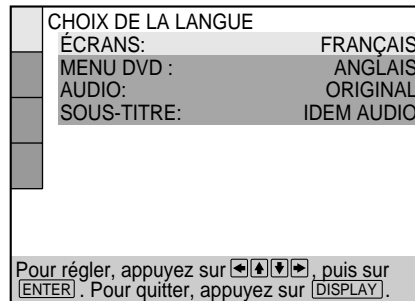 CHOIX DE LA LANGUE
ÉCRANS: FRANÇAIS
MENU DVD : ANGLAIS
AUDIO: ORIGINAL
SOUS-TITRE: IDEM AUDIO
Pour régler, appuyez sur ←↑↓→, puis sur
ENTER . Pour quitter, appuyez sur DISPLAY.